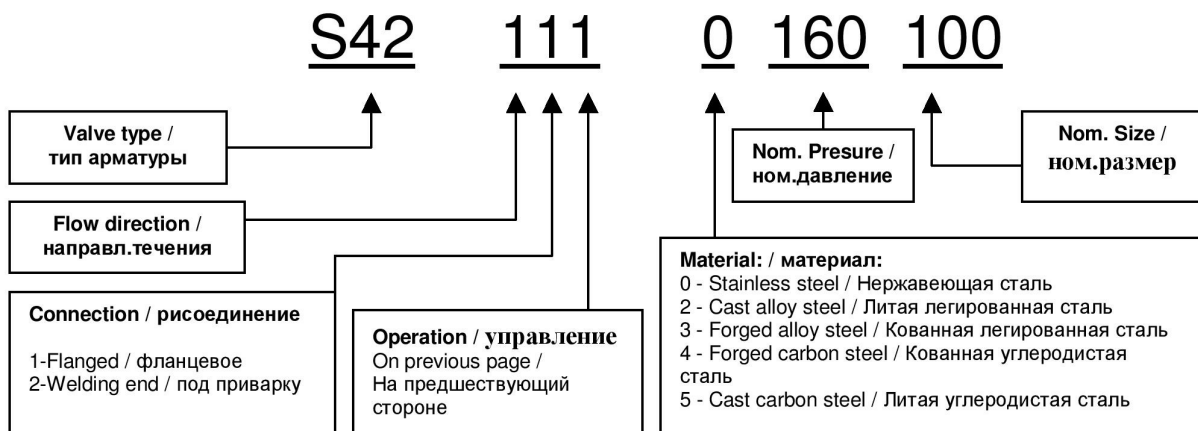 S42 111 0 160 100
Valve type /
тип арматуры
Nom. Presure /
ном.давление
Nom. Size /
ном.размер
Flow direction /
направл.течения
Connection / рисоединение
1-Flanged / фланцевое
2-Welding end / под приварку
Operation / управление
On previous page /
На предшествующий
стороне
Material: / материал:
0 - Stainless steel / Нержавеющая сталь
2 - Cast alloy steel / Литая легированная сталь
3 - Forged alloy steel / Кованная легированная сталь
4 - Forged carbon steel / Кованная углеродистая
сталь
5 - Cast carbon steel / Литая углеродистая сталь